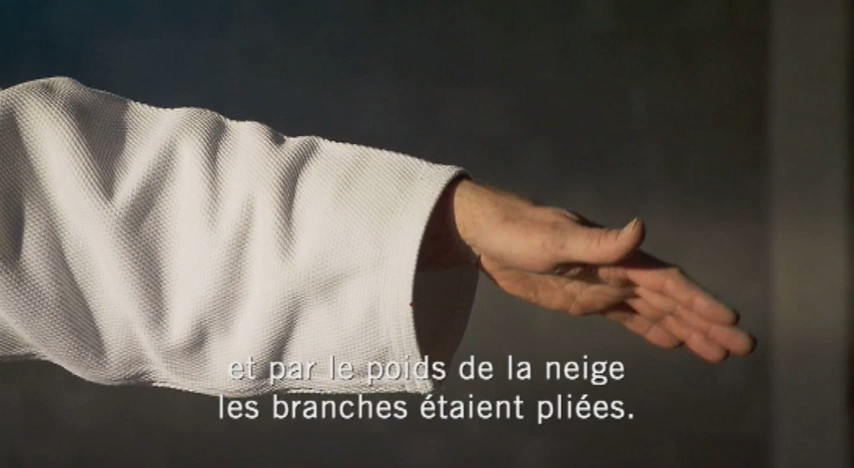 et par le poids de la neige
les branches étaient pliées.